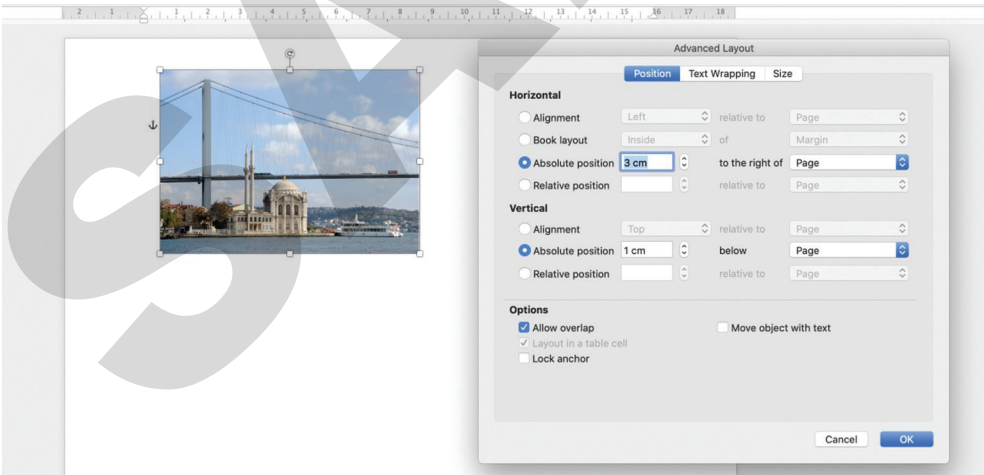 2 1 1 2 3 4 5 6 7 8 9 10 11 12 13 14 15 16 17 18
Advanced Layout
Position Text Wrapping Size
Horizontal
Alignment Left relative to Page
Book layout Inside of Margin
Absolute position 3 cm to the right of Page
Relative position relative to Page
Vertical
Alignment Top relative to Page
Absolute position 1 cm below Page
Relative position relative to Page
Options
Allow overlap Move object with text
Layout in a table cell
Lock anchor
Cancel OK